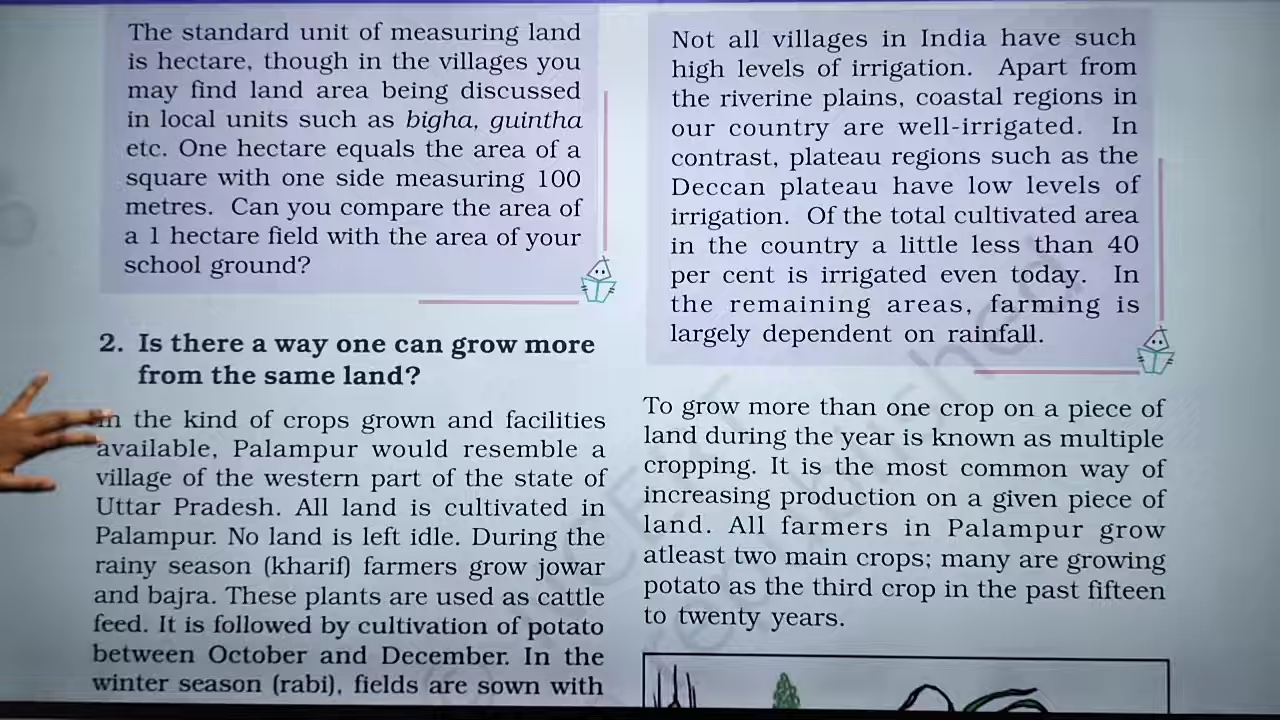 The standard unit of measuring land
is hectare, though in the villages you
may find land area being discussed
in local units such as bigha, guintha
etc. One hectare equals the area of a
square with one side measuring 100
metres. Can you compare the area of
a 1 hectare field with the area of your
school ground?
2. Is there a way one can grow more
from the same land?
In the kind of crops grown and facilities
available, Palampur would resemble a
village of the western part of the state of
Uttar Pradesh. All land is cultivated in
Palampur. No land is left idle. During the
rainy season (kharif) farmers grow jowar
and bajra. These plants are used as cattle
feed. It is followed by cultivation of potato
between October and December. In the
winter season (rabi), fields are sown with
Not all villages in India have such
high levels of irrigation. Apart from
the riverine plains, coastal regions in
our country are well-irrigated. In
contrast, plateau regions such as the
Deccan plateau have low levels of
irrigation. Of the total cultivated area
in the country a little less than 40
per cent is irrigated even today. In
the remaining areas, farming is
largely dependent on rainfall.
To grow more than one crop on a piece of
land during the year is known as multiple
cropping. It is the most common way of
increasing production on a given piece of
land. All farmers in Palampur grow
atleast two main crops; many are growing
potato as the third crop in the past fifteen
to twenty years.